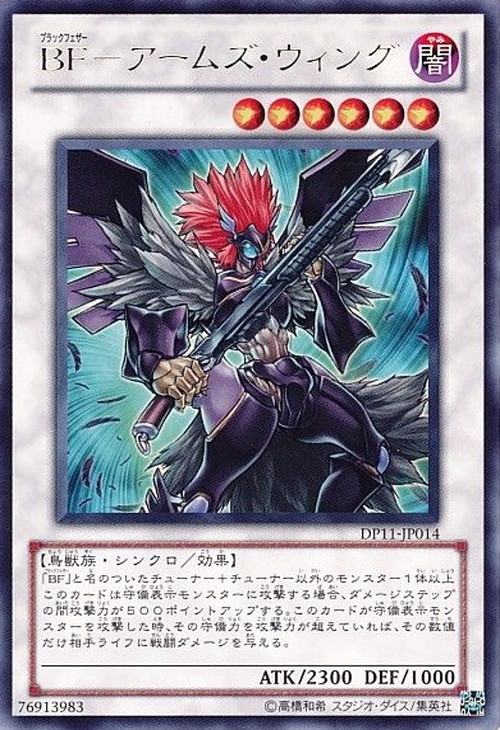 ブラックフェザー
BF－アームズ・ウィング
やみ
闇
DP11-JP014
【鳥獣族・シンクロ／効果】
「BF」と名のついたチューナー＋チューナー以外のモンスター１体以上
このカードは守備表示モンスターに攻撃する場合、ダメージステップ
の間攻撃力が５００ポイントアップする。このカードが守備表示モン
スターを攻撃した時、その守備力を攻撃力が超えていれば、その数値
だけ相手ライフに戦闘ダメージを与える。
ATK/2300 DEF/1000
76913983
©高橋和希 スタジオ・ダイス/集英社